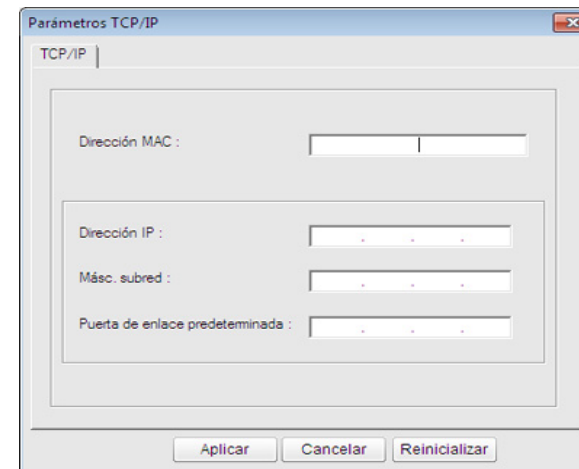 Parámetros TCP/IP
TCP/IP
Dirección MAC :
Dirección IP :
. . .
Másc. subred :
. . .
Puerta de enlace predeterminada :
. . .
Aplicar Cancelar Reinicializar